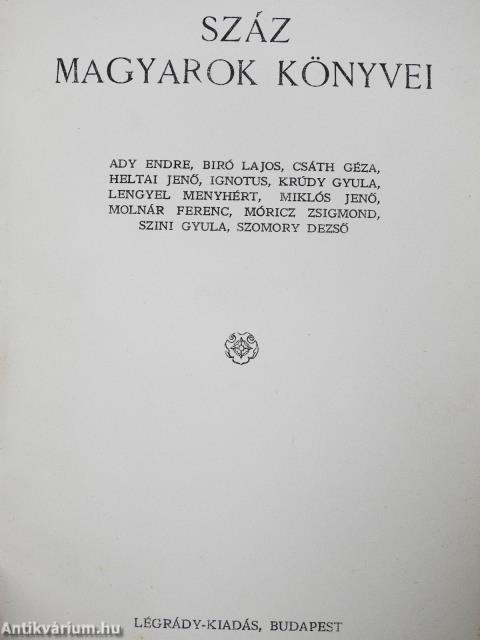 SZÁZ
MAGYAROK KÖNYVEI
ADY ENDRE, BIRÓ LAJOS, CSÁTH GÉZA,
HELTAI JENŐ, IGNOTUS, KRÚDY GYULA,
LENGYEL MENYHÉRT, MIKLÓS JENŐ,
MOLNÁR FERENC, MÓRICZ ZSIGMOND,
SZINI GYULA, SZOMORY DEZSŐ
LÉGRÁDY-KIADÁS, BUDAPEST
Antikvárium.hu